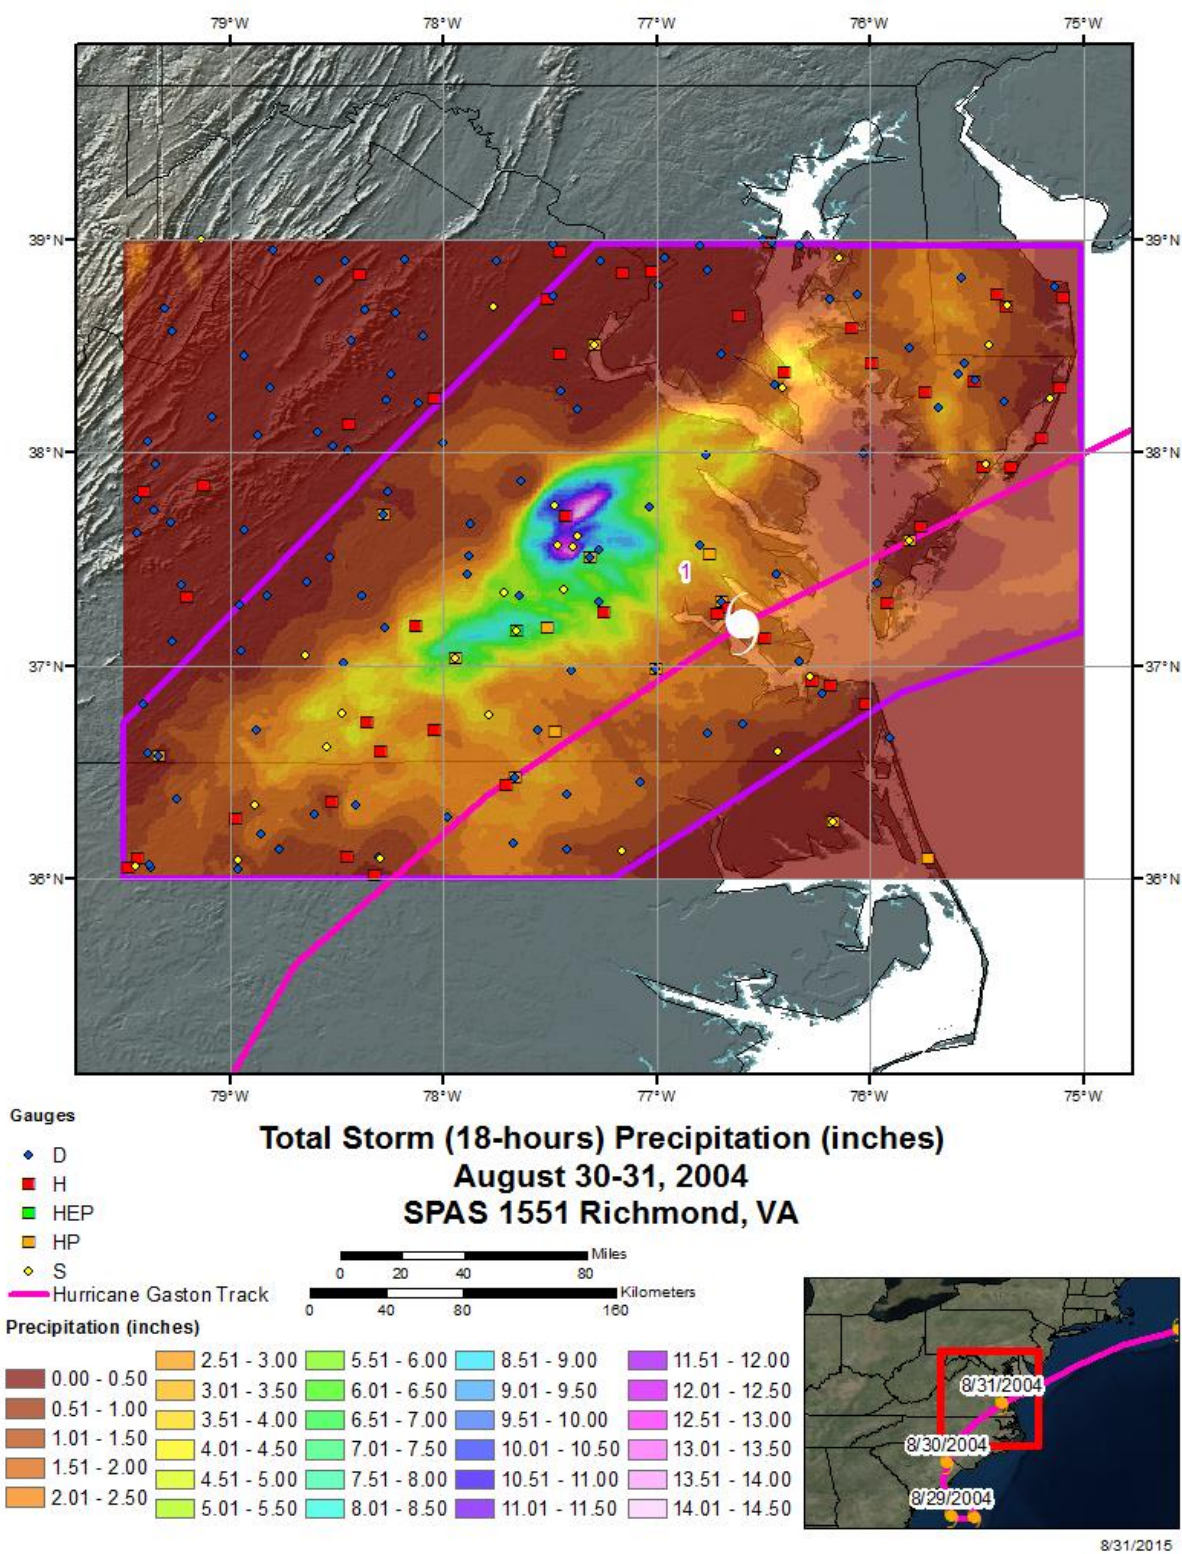 79°W 78°W 77°W 76°W 75°W
39°N 39°N
38°N 38°N
1
37°N 37°N
36°N 36°N
79°W 78°W 77°W 76°W 75°W
Gauges
D
H
HEP
HP
S
Hurricane Gaston Track
Total Storm (18-hours) Precipitation (inches)
August 30-31, 2004
SPAS 1551 Richmond, VA
Miles
0 20 40 80
Kilometers
0 40 80 160
Precipitation (inches)
0.00 - 0.50
0.51 - 1.00
1.01 - 1.50
1.51 - 2.00
2.01 - 2.50
2.51 - 3.00
3.01 - 3.50
3.51 - 4.00
4.01 - 4.50
4.51 - 5.00
5.01 - 5.50
5.51 - 6.00
6.01 - 6.50
6.51 - 7.00
7.01 - 7.50
7.51 - 8.00
8.01 - 8.50
8.51 - 9.00
9.01 - 9.50
9.51 - 10.00
10.01 - 10.50
10.51 - 11.00
11.01 - 11.50
11.51 - 12.00
12.01 - 12.50
12.51 - 13.00
13.01 - 13.50
13.51 - 14.00
14.01 - 14.50
8/31/2004
8/30/2004
8/29/2004
8/31/2015